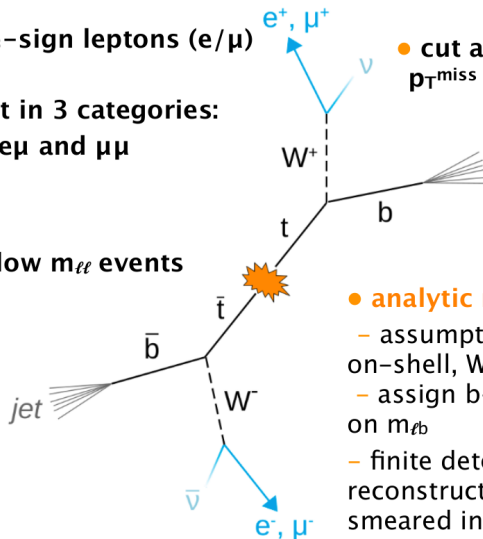 -sign leptons (e/μ)
t in 3 categories:
eμ and μμ
low mℓℓ events
e⁺, μ⁺
ν
• cut a
pTmiss
W⁺
b
t
t̄
b̄
jet
W⁻
ν̄
e⁻, μ⁻
• analytic
– assumpt
on-shell, W
– assign b-
on mℓb
– finite dete
reconstruct
smeared in